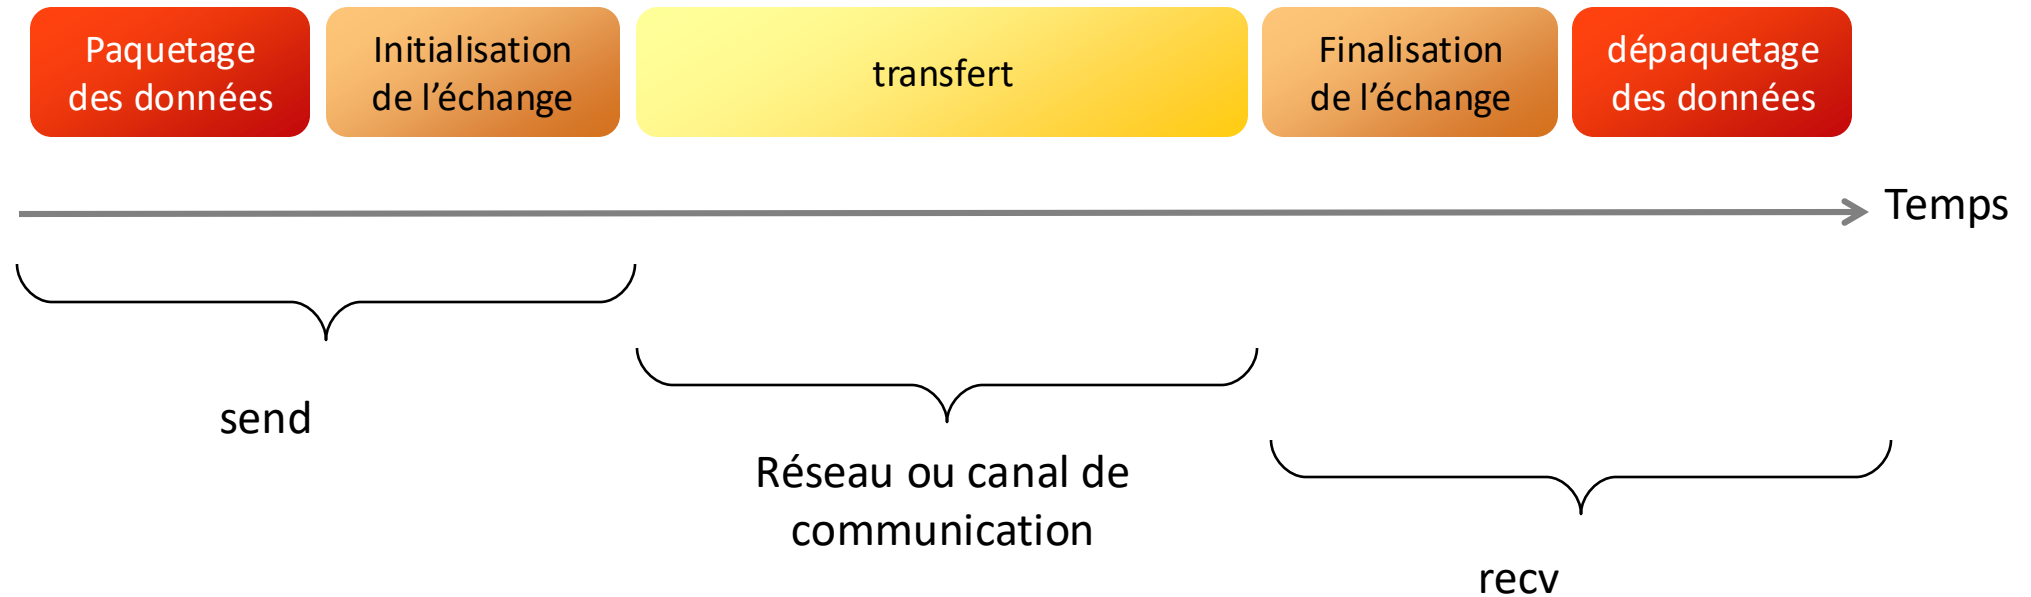 Paquetage
des données
Initialisation
de l’échange
transfert
Finalisation
de l’échange
dépaquetage
des données
Temps
send
Réseau ou canal de
communication
recv